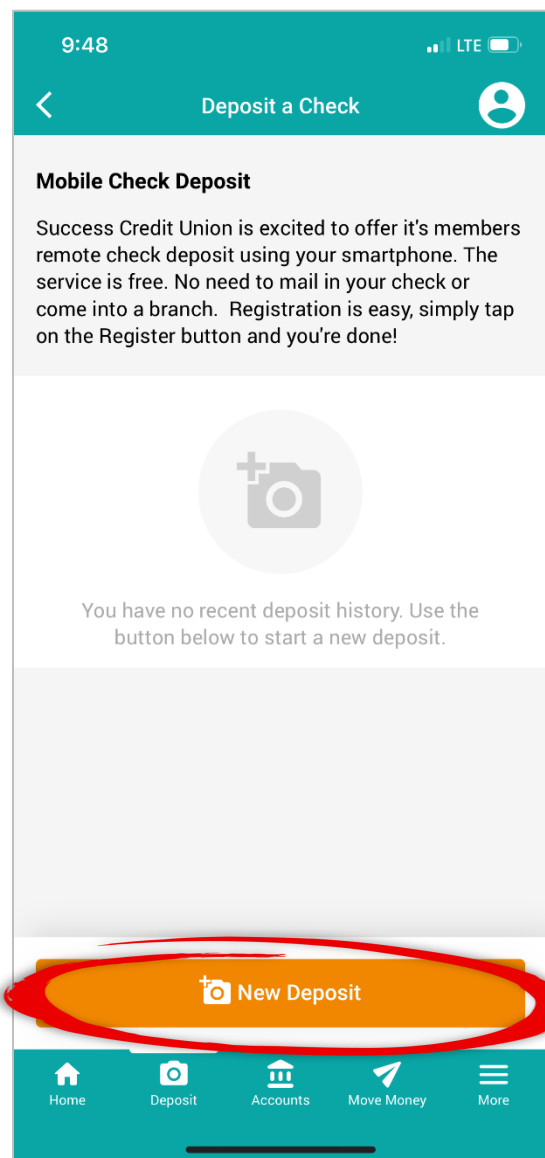 9:48 LTE
Deposit a Check
Mobile Check Deposit
Success Credit Union is excited to offer it's members
remote check deposit using your smartphone. The
service is free. No need to mail in your check or
come into a branch.  Registration is easy, simply tap
on the Register button and you're done!
You have no recent deposit history. Use the
button below to start a new deposit.
New Deposit
Home Deposit Accounts Move Money More